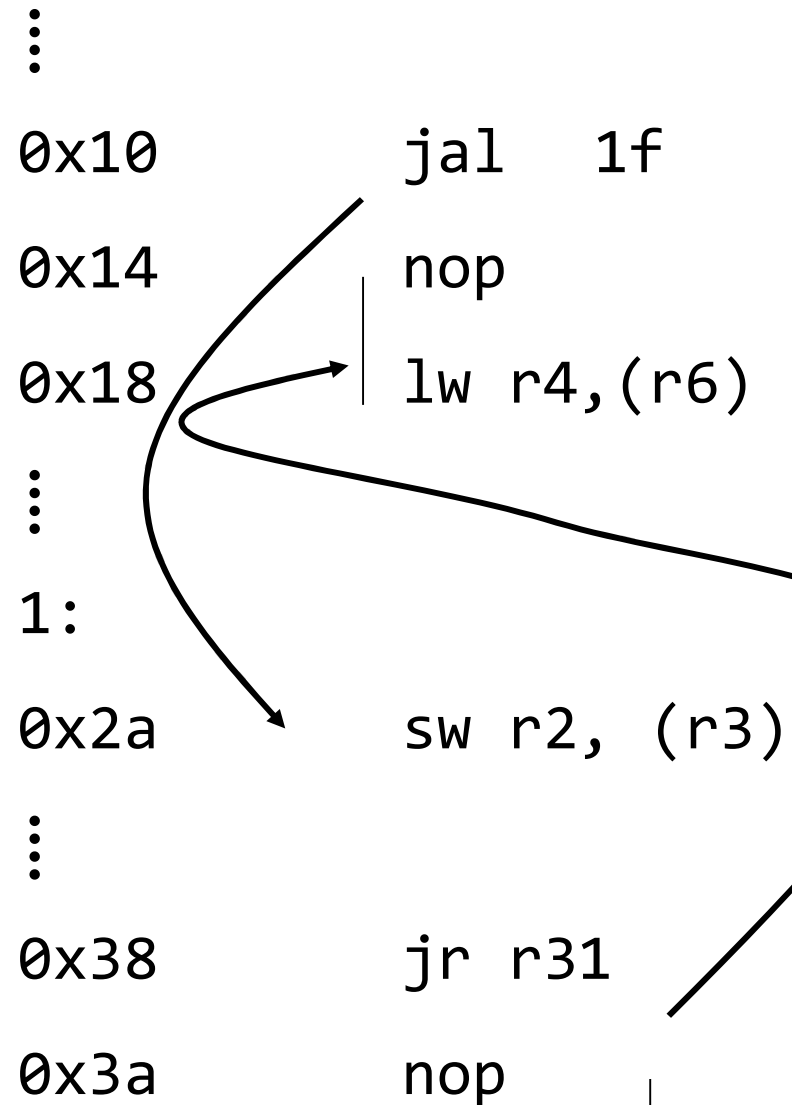 ⋮
0x10 jal 1f
0x14 nop
0x18 lw r4,(r6)
⋮
1:
0x2a sw r2, (r3)
⋮
0x38 jr r31
0x3a nop